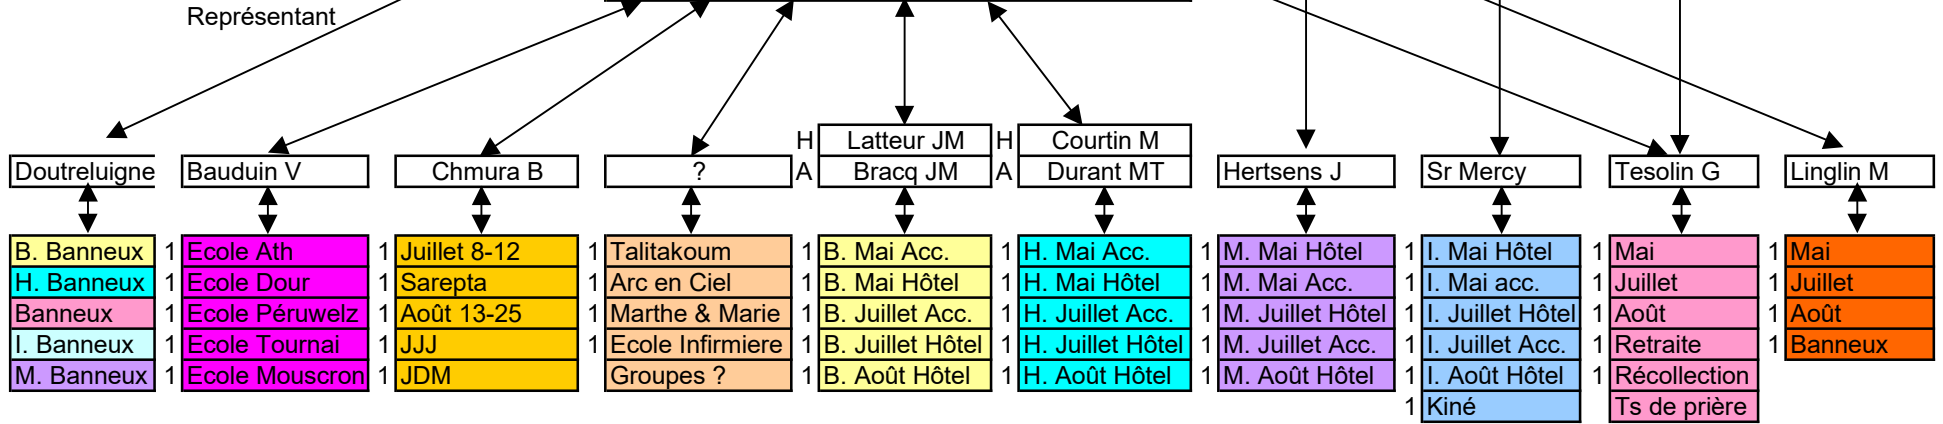 Représentant
H Latteur JM H Courtin M
Doutreluigne Bauduin V Chmura B ? A Bracq JM A Durant MT Hertsens J Sr Mercy Tesolin G Linglin M
B. Banneux 1 Ecole Ath 1 Juillet 8-12 1 Talitakoum 1 B. Mai Acc. 1 H. Mai Acc. 1 M. Mai Hôtel 1 I. Mai Hôtel 1 Mai 1 Mai
H. Banneux 1 Ecole Dour 1 Sarepta 1 Arc en Ciel 1 B. Mai Hôtel 1 H. Mai Hôtel 1 M. Mai Acc. 1 I. Mai acc. 1 Juillet 1 Juillet
Banneux 1 Ecole Péruwelz 1 Août 13-25 1 Marthe & Marie 1 B. Juillet Acc. 1 H. Juillet Acc. 1 M. Juillet Hôtel 1 I. Juillet Hôtel 1 Août 1 Août
I. Banneux 1 Ecole Tournai 1 JJJ 1 Ecole Infirmiere 1 B. Juillet Hôtel 1 H. Juillet Hôtel 1 M. Juillet Acc. 1 I. Juillet Acc. 1 Retraite 1 Banneux
M. Banneux 1 Ecole Mouscron 1 JDM Groupes ? 1 B. Août Hôtel 1 H. Août Hôtel 1 M. Août Hôtel 1 I. Août Hôtel 1 Récollection
1 Kiné Ts de prière